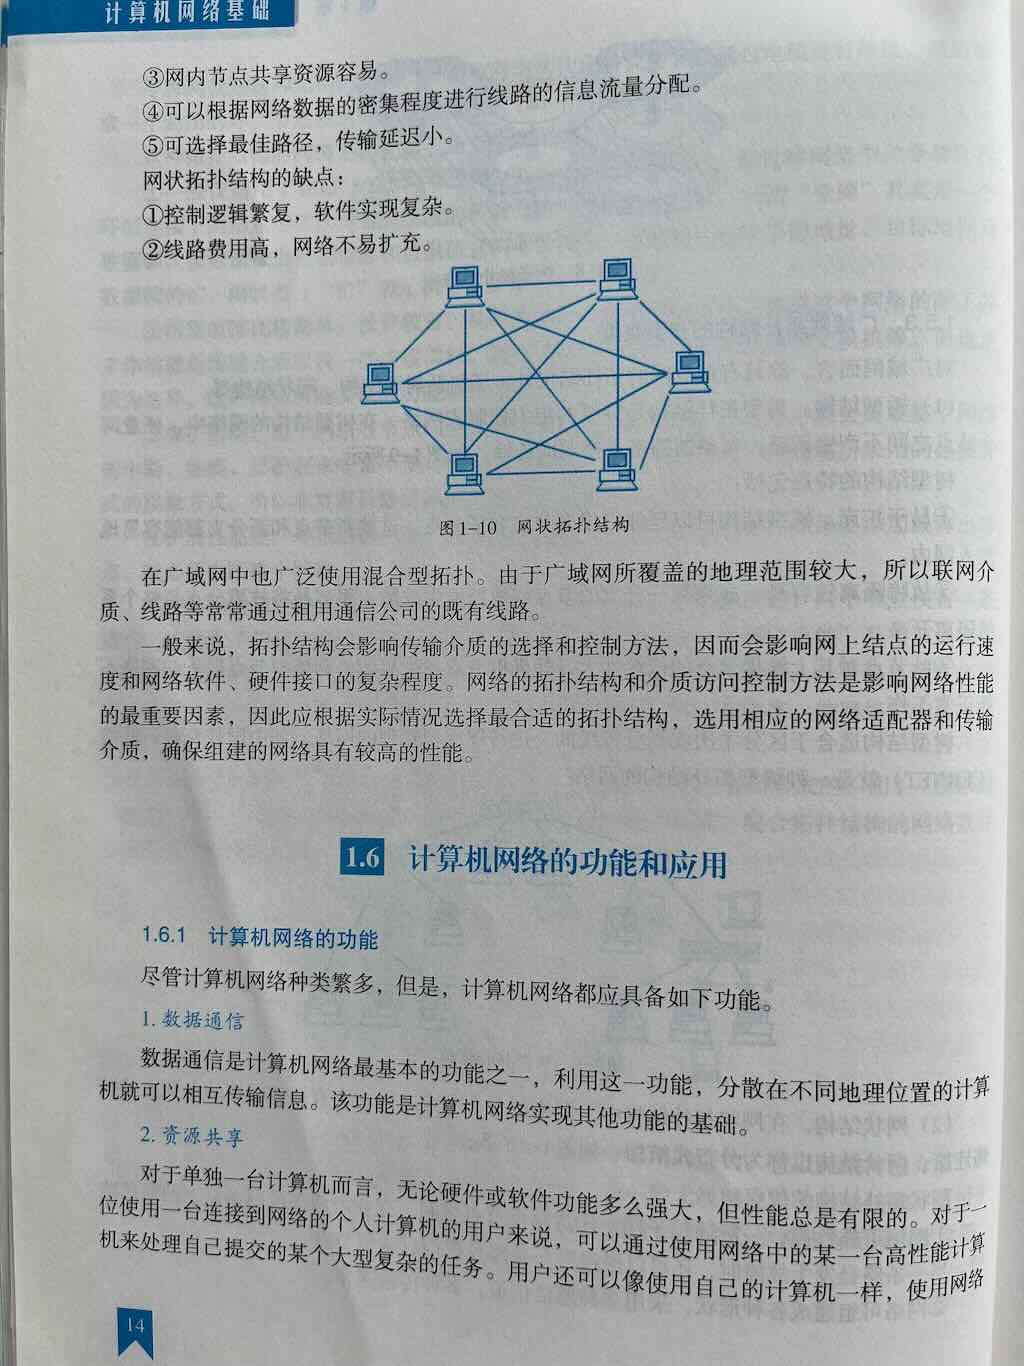 计算机网络基础
③网内节点共享资源容易。
④可以根据网络数据的密集程度进行线路的信息流量分配。
⑤可选择最佳路径，传输延迟小。
网状拓扑结构的缺点：
①控制逻辑繁复，软件实现复杂。
②线路费用高，网络不易扩充。
图1-10 网状拓扑结构
在广域网中也广泛使用混合型拓扑。由于广域网所覆盖的地理范围较大，所以联网介
质、线路等常常通过租用通信公司的既有线路。
一般来说，拓扑结构会影响传输介质的选择和控制方法，因而会影响网上结点的运行速
度和网络软件、硬件接口的复杂程度。网络的拓扑结构和介质访问控制方法是影响网络性能
的最重要因素，因此应根据实际情况选择最合适的拓扑结构，选用相应的网络适配器和传输
介质，确保组建的网络具有较高的性能。
1.6 计算机网络的功能和应用
1.6.1 计算机网络的功能
尽管计算机网络种类繁多，但是，计算机网络都应具备如下功能。
1. 数据通信
数据通信是计算机网络最基本的功能之一，利用这一功能，分散在不同地理位置的计算
机就可以相互传输信息。该功能是计算机网络实现其他功能的基础。
2. 资源共享
对于单独一台计算机而言，无论硬件或软件功能多么强大，但性能总是有限的。对于一
位使用一台连接到网络的个人计算机的用户来说，可以通过使用网络中的某一台高性能计算
机来处理自己提交的某个大型复杂的任务。用户还可以像使用自己的计算机一样，使用网络
14